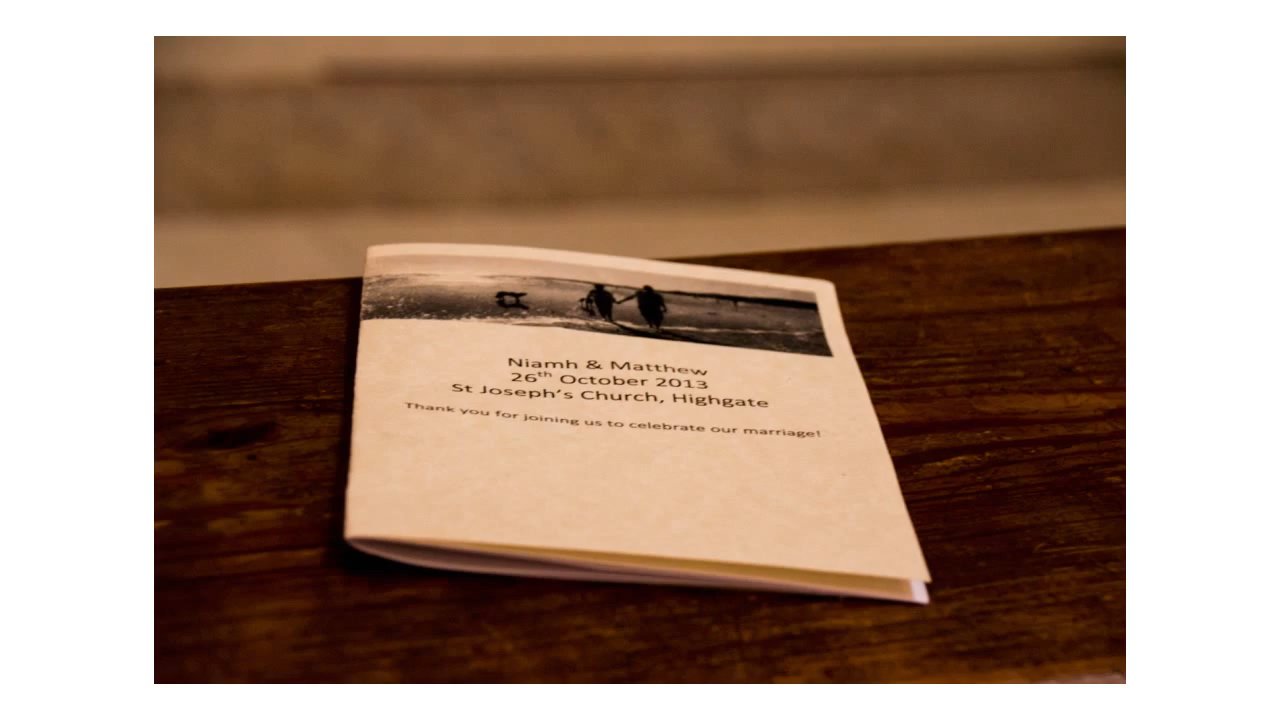 Niamh & Matthew
26th October 2013
St Joseph's Church, Highgate
Thank you for joining us to celebrate our marriage!